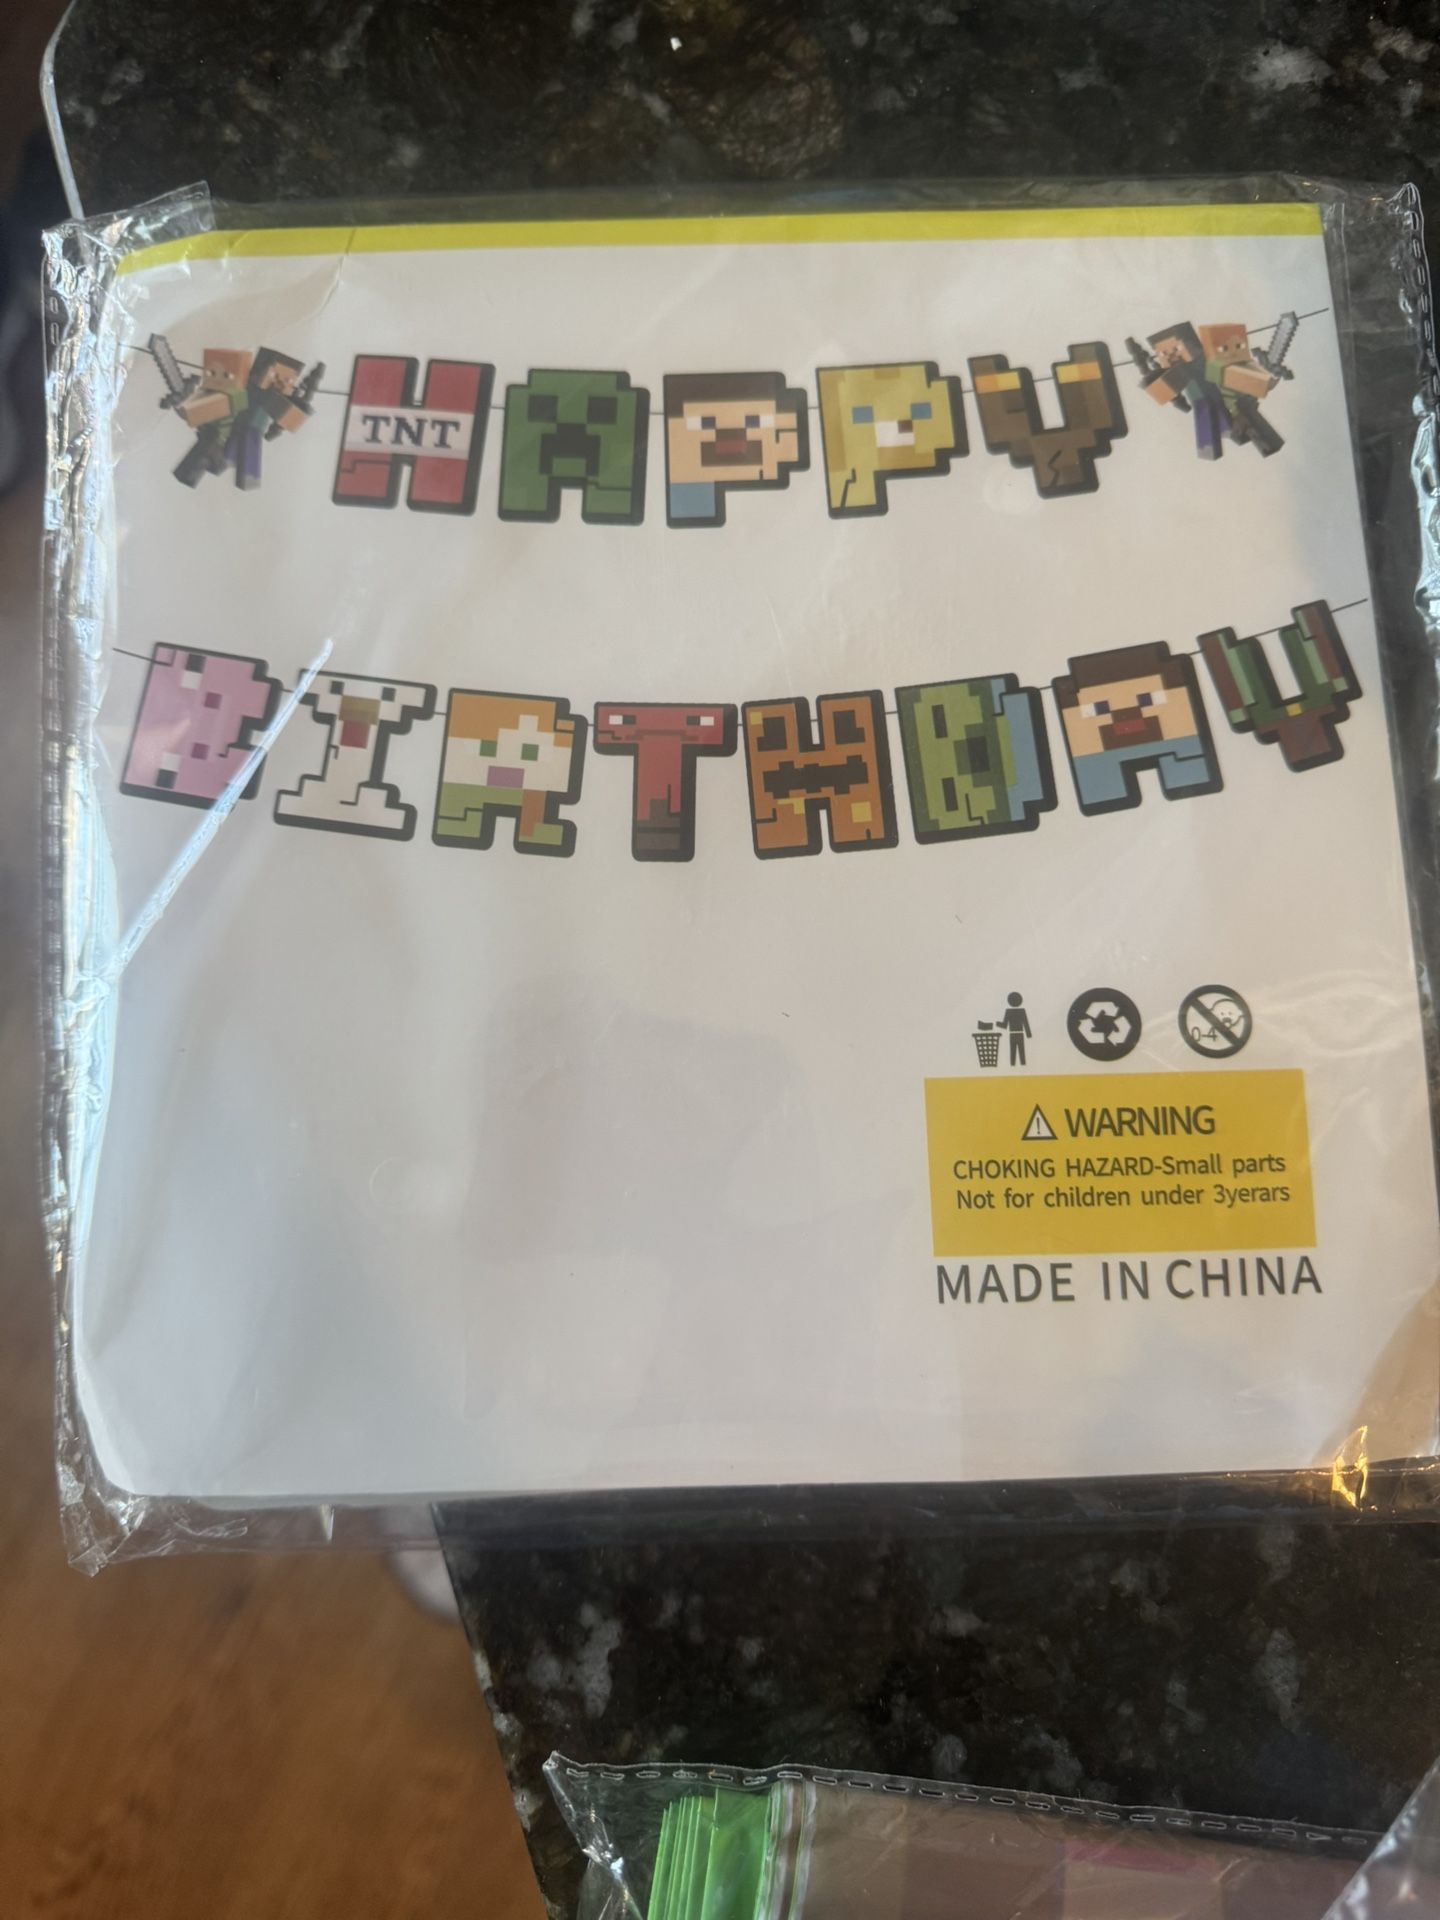 HAPPY
TNT
BIRTHDAY
0-4
WARNING
CHOKING HAZARD-Small parts
Not for children under 3yerars
MADE IN CHINA